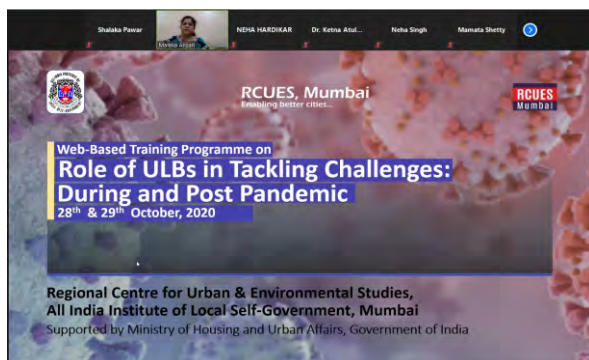 Shalaka Pawar
NEHA HARDIKAR
Dr. Ketna Atul...
Neha Singh
Mamata Shetty
RCUES, Mumbai
Enabling better cities...
RCUES
Mumbai
Web-Based Training Programme on
Role of ULBs in Tackling Challenges:
During and Post Pandemic
28th & 29th October, 2020
Regional Centre for Urban & Environmental Studies,
All India Institute of Local Self-Government, Mumbai
Supported by Ministry of Housing and Urban Affairs, Government of India